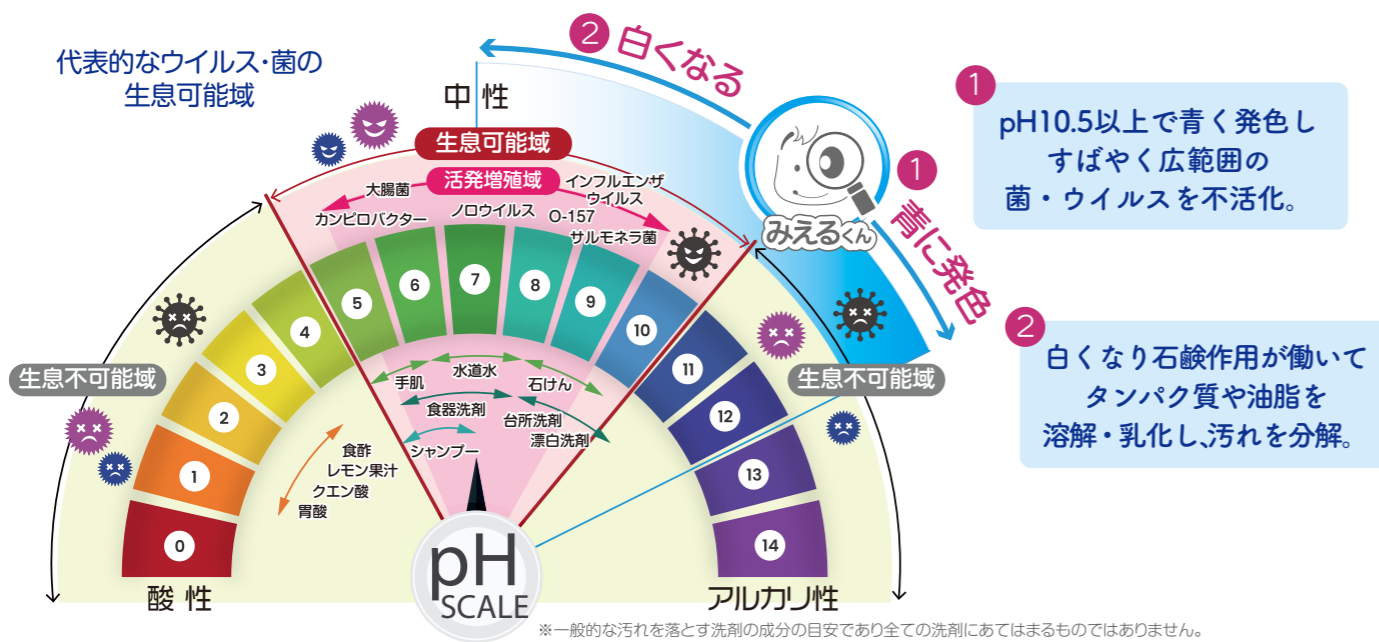 代表的なウイルス・菌の
生息可能域
中性
② 白くなる
生息可能域
活発増殖域
大腸菌
インフルエンザ
ウイルス
カンピロバクター
ノロウイルス
O-157
サルモネラ菌
みえるくん
① 青に発色
①
pH10.5以上で青く発色し
すばやく広範囲の
菌・ウイルスを不活化。
②
白くなり石鹸作用が働いて
タンパク質や油脂を
溶解・乳化し、汚れを分解。
生息不可能域
生息不可能域
0
1
2
3
4
5
6
7
8
9
10
11
12
13
14
手肌
水道水
石けん
食器洗剤
台所洗剤
漂白洗剤
シャンプー
食酢
レモン果汁
クエン酸
胃酸
pH
SCALE
酸性
アルカリ性
※一般的な汚れを落とす洗剤の成分の目安であり全ての洗剤にあてはまるものではありません。